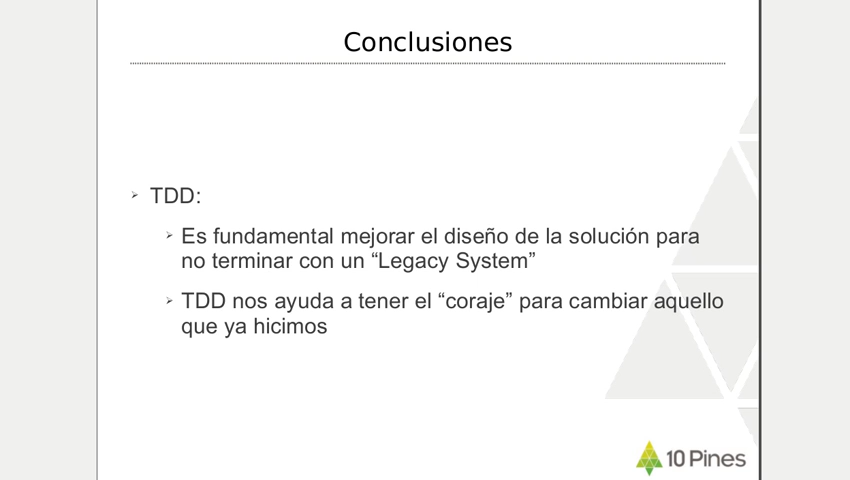 Conclusiones
TDD:
Es fundamental mejorar el diseño de la solución para
no terminar con un “Legacy System”
TDD nos ayuda a tener el “coraje” para cambiar aquello
que ya hicimos
10 Pines